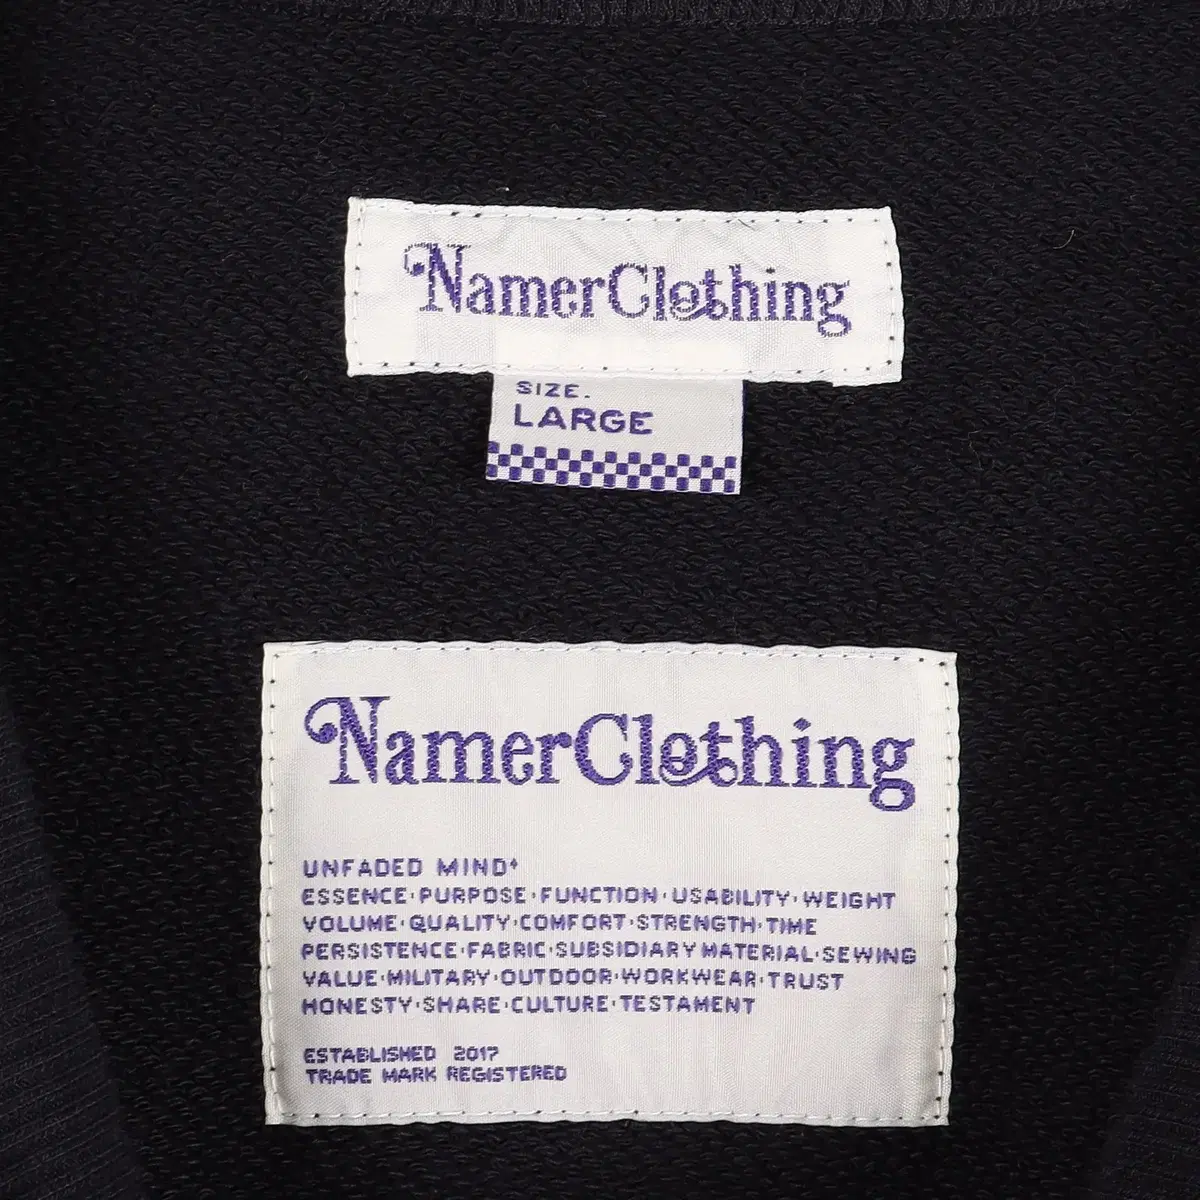 NamerClothing
SIZE.
LARGE
NamerClothing
UNFADED MIND♦
ESSENCE·PURPOSE·FUNCTION·USABILITY·WEIGHT
VOLUME·QUALITY·COMFORT·STRENGTH·TIME
PERSISTENCE·FABRIC·SUBSIDIARY MATERIAL·SEWING
VALUE·MILITARY·OUTDOOR·WORKWEAR·TRUST
HONESTY·SHARE·CULTURE·TESTAMENT
ESTABLISHED 2017
TRADE MARK REGISTERED